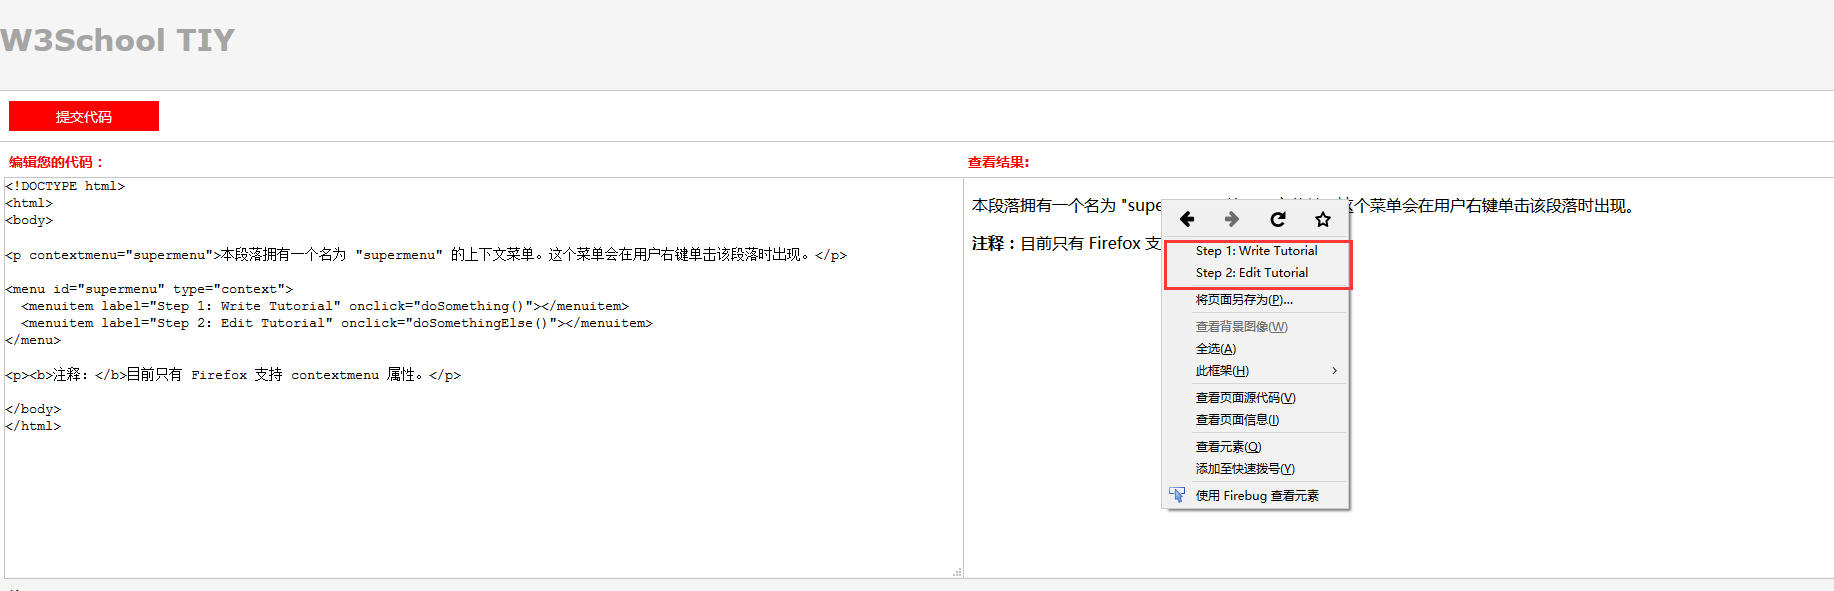 W3School TIY
提交代码
编辑您的代码：
查看结果:
<!DOCTYPE html>
<html>
<body>
<p contextmenu="supermenu">本段落拥有一个名为 "supermenu" 的上下文菜单。这个菜单会在用户右键单击该段落时出现。</p>
<menu id="supermenu" type="context">
<menuitem label="Step 1: Write Tutorial" onclick="doSomething()"></menuitem>
<menuitem label="Step 2: Edit Tutorial" onclick="doSomethingElse()"></menuitem>
</menu>
<p><b>注释：</b>目前只有 Firefox 支持 contextmenu 属性。</p>
</body>
</html>
本段落拥有一个名为 "supe
这个菜单会在用户右键单击该段落时出现。
注释：目前只有 Firefox 支
Step 1: Write Tutorial
Step 2: Edit Tutorial
将页面另存为(P)...
查看背景图像(W)
全选(A)
此框架(H)
查看页面源代码(V)
查看页面信息(I)
查看元素(Q)
添加至快速拨号(Y)
使用 Firebug 查看元素